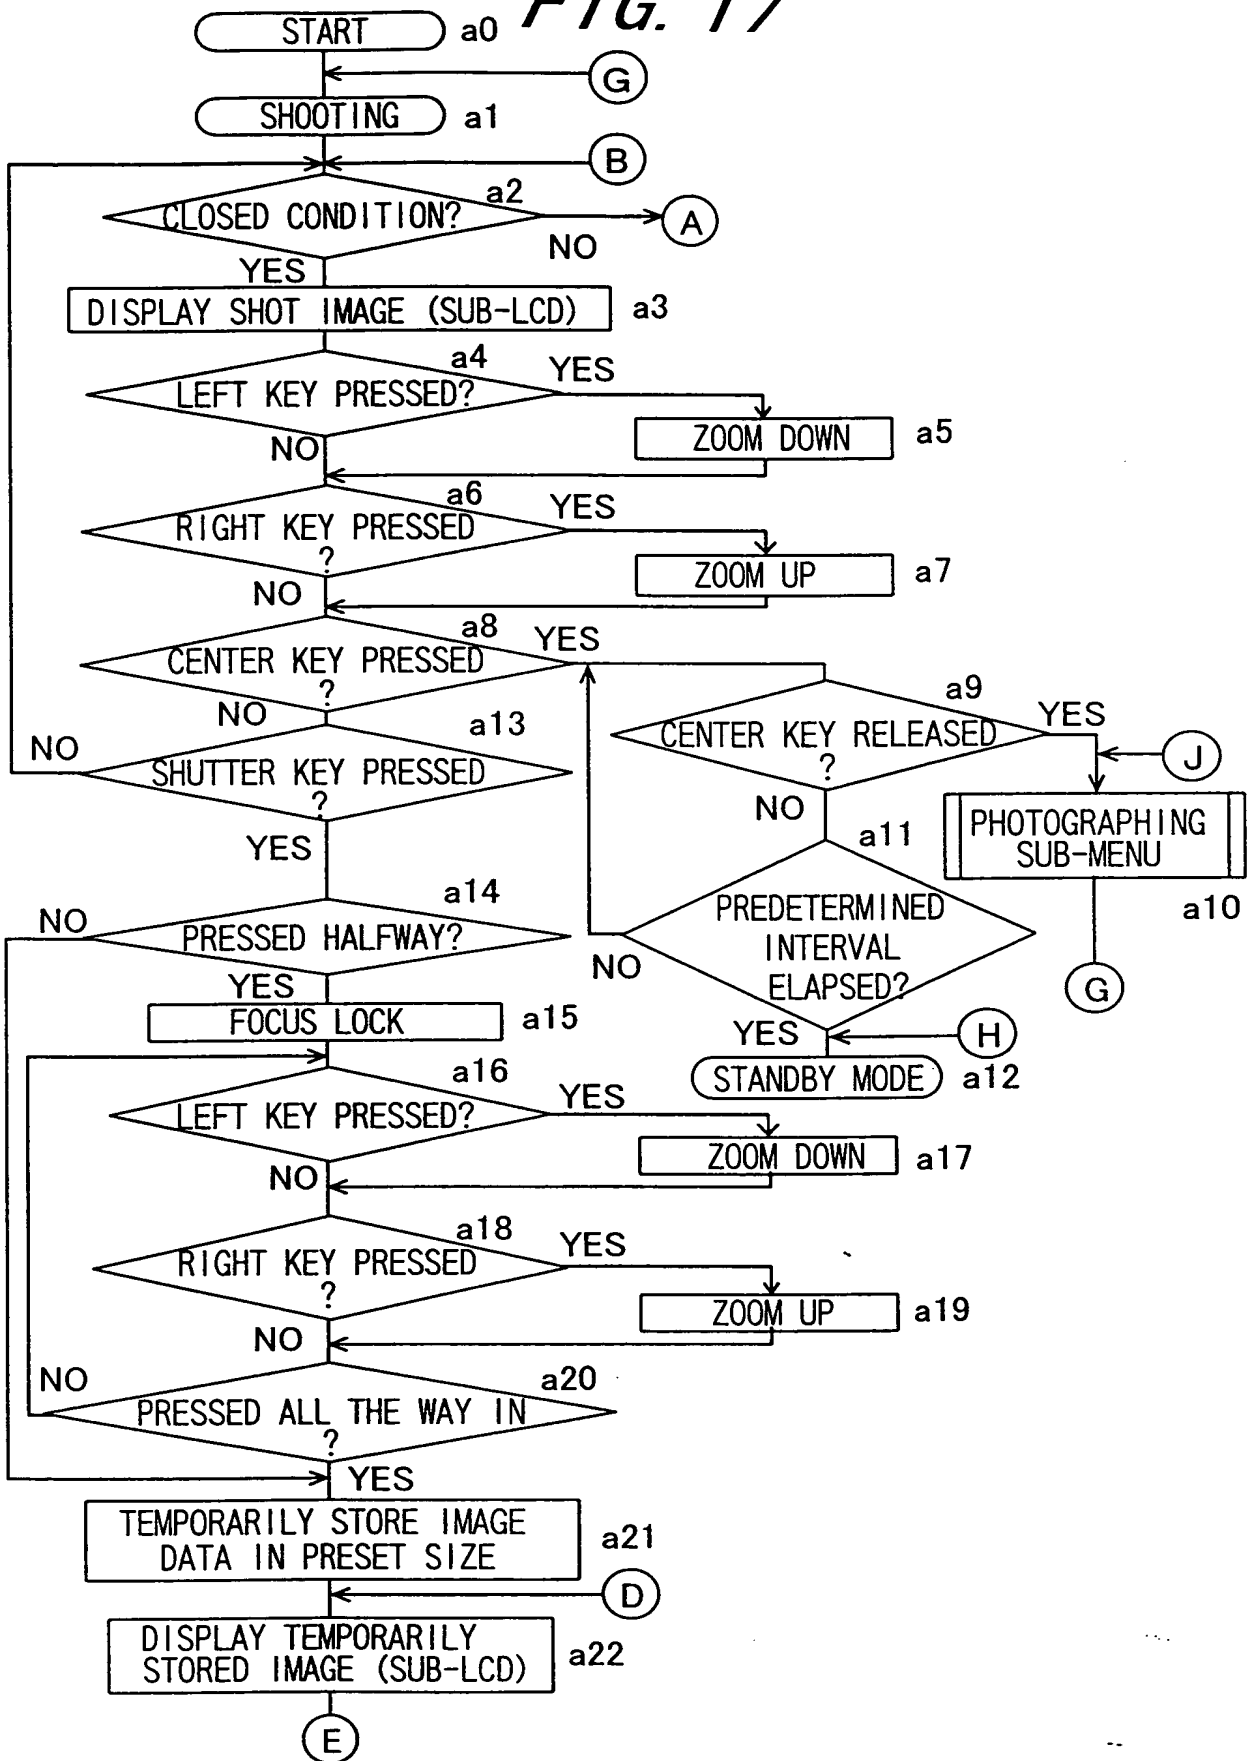 FIG. 17
START a0
G
SHOOTING a1
B
a2
CLOSED CONDITION?
A
NO
YES
DISPLAY SHOT IMAGE (SUB-LCD) a3
a4 YES
LEFT KEY PRESSED?
ZOOM DOWN a5
NO
a6 YES
RIGHT KEY PRESSED
?
ZOOM UP a7
NO
a8 YES
CENTER KEY PRESSED
?
NO
a9 YES
CENTER KEY RELEASED
?
J
NO
PHOTOGRAPHING
SUB-MENU
a10
G
a11
PREDETERMINED
INTERVAL
ELAPSED?
NO
YES
H
STANDBY MODE a12
a13
NO
SHUTTER KEY PRESSED
?
YES
a14
NO
PRESSED HALFWAY?
YES
FOCUS LOCK a15
a16 YES
LEFT KEY PRESSED?
ZOOM DOWN a17
NO
a18 YES
RIGHT KEY PRESSED
?
ZOOM UP a19
NO
NO a20
PRESSED ALL THE WAY IN
?
YES
TEMPORARILY STORE IMAGE
DATA IN PRESET SIZE
a21
D
DISPLAY TEMPORARILY
STORED IMAGE (SUB-LCD)
a22
E